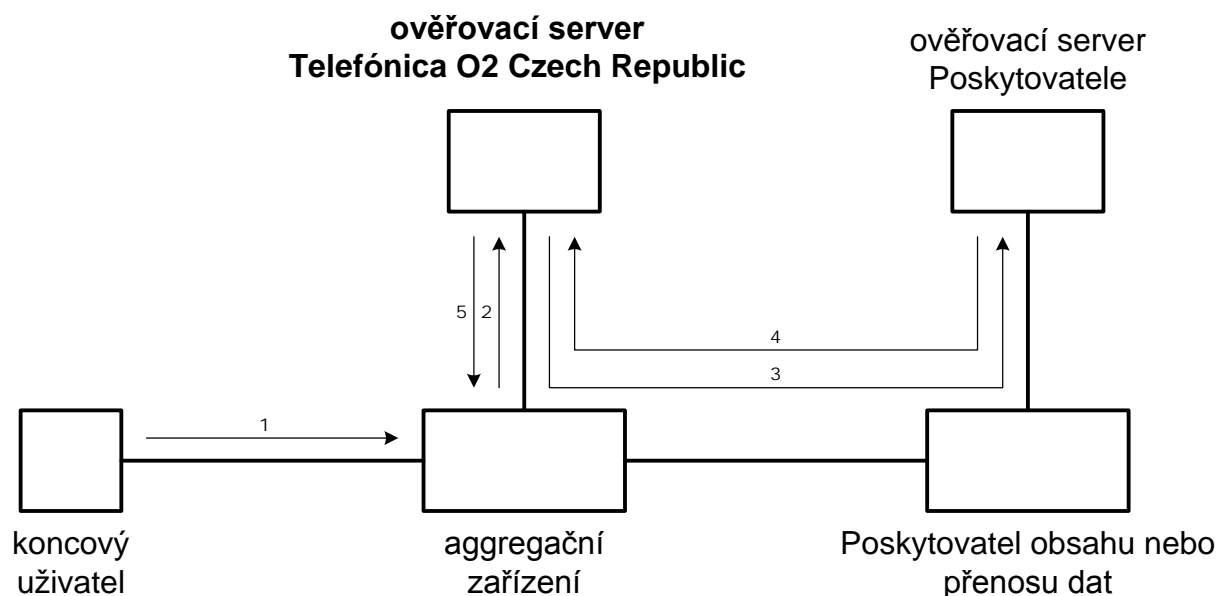 ověřovací server
Telefónica O2 Czech Republic
ověřovací server
Poskytovatele
5
2
4
3
1
koncový
uživatel
aggregační
zařízení
Poskytovatel obsahu nebo
přenosu dat